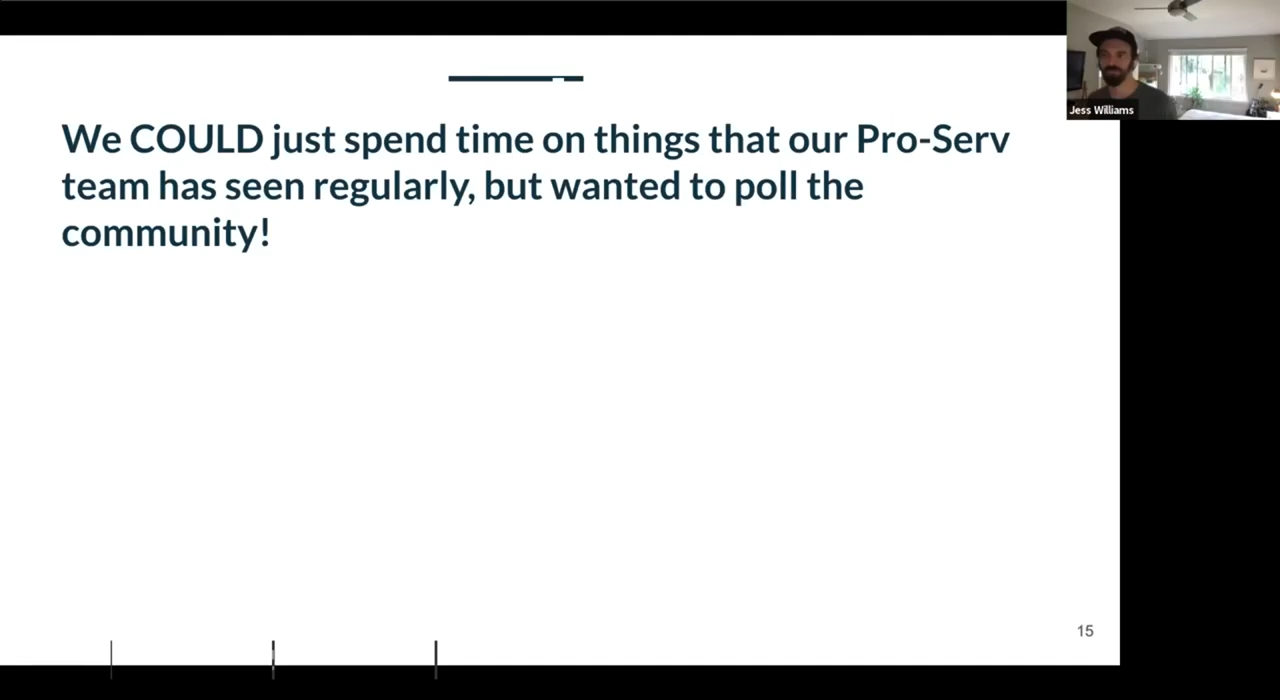 Jess Williams
We COULD just spend time on things that our Pro-Serv
team has seen regularly, but wanted to poll the
community!
15